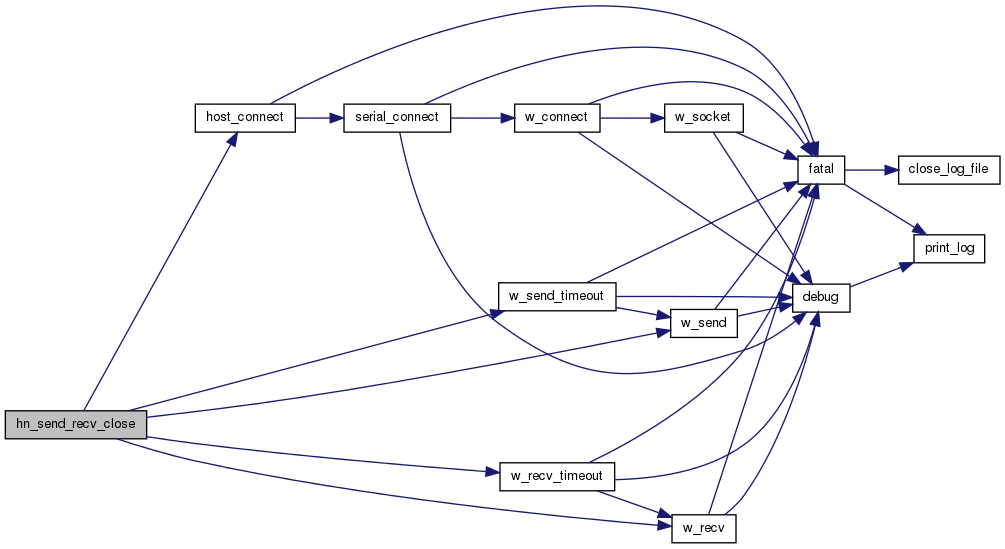 host_connect
serial_connect
w_connect
w_socket
fatal
close_log_file
print_log
w_send_timeout
debug
w_send
hn_send_recv_close
w_recv_timeout
w_recv